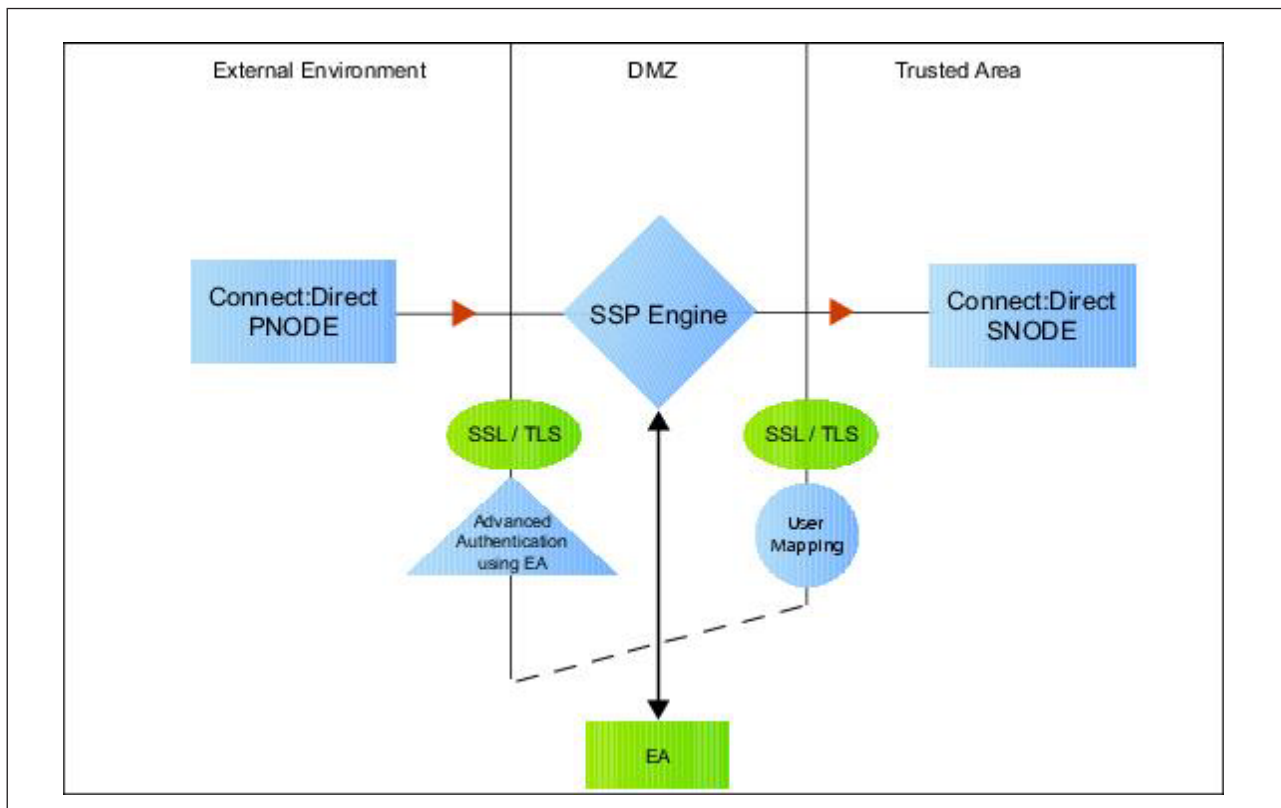 External Environment
DMZ
Trusted Area
Connect:Direct
PNODE
SSP Engine
Connect:Direct
SNODE
SSL / TLS
SSL / TLS
Advanced
Authentication
using EA
User
Mapping
EA